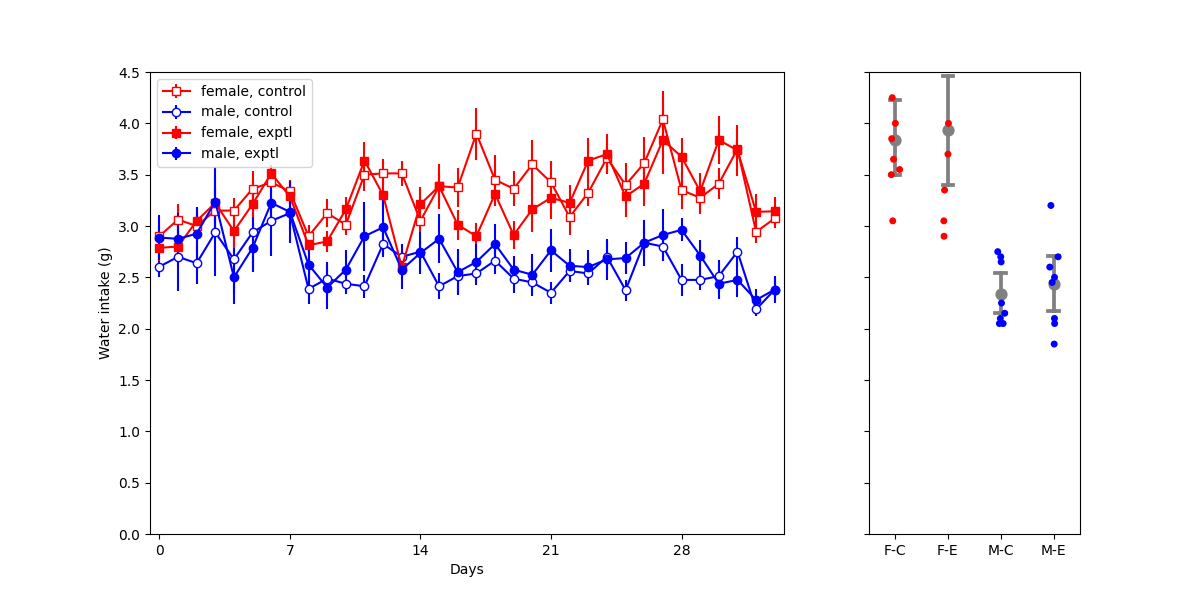 4.5
4.0
3.5
3.0
2.5
2.0
1.5
1.0
0.5
0.0
Water intake (g)
female, control
male, control
female, exptl
male, exptl
0 7 14 21 28
Days
F-C F-E M-C M-E